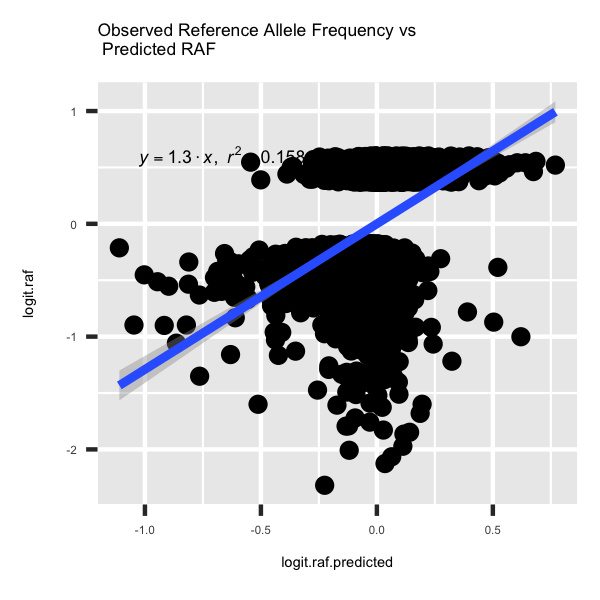 Observed Reference Allele Frequency vs
Predicted RAF
y = 1.3 · x, r² 0.158
1
0
-1
-2
logit.raf
-1.0
-0.5
0.0
0.5
logit.raf.predicted